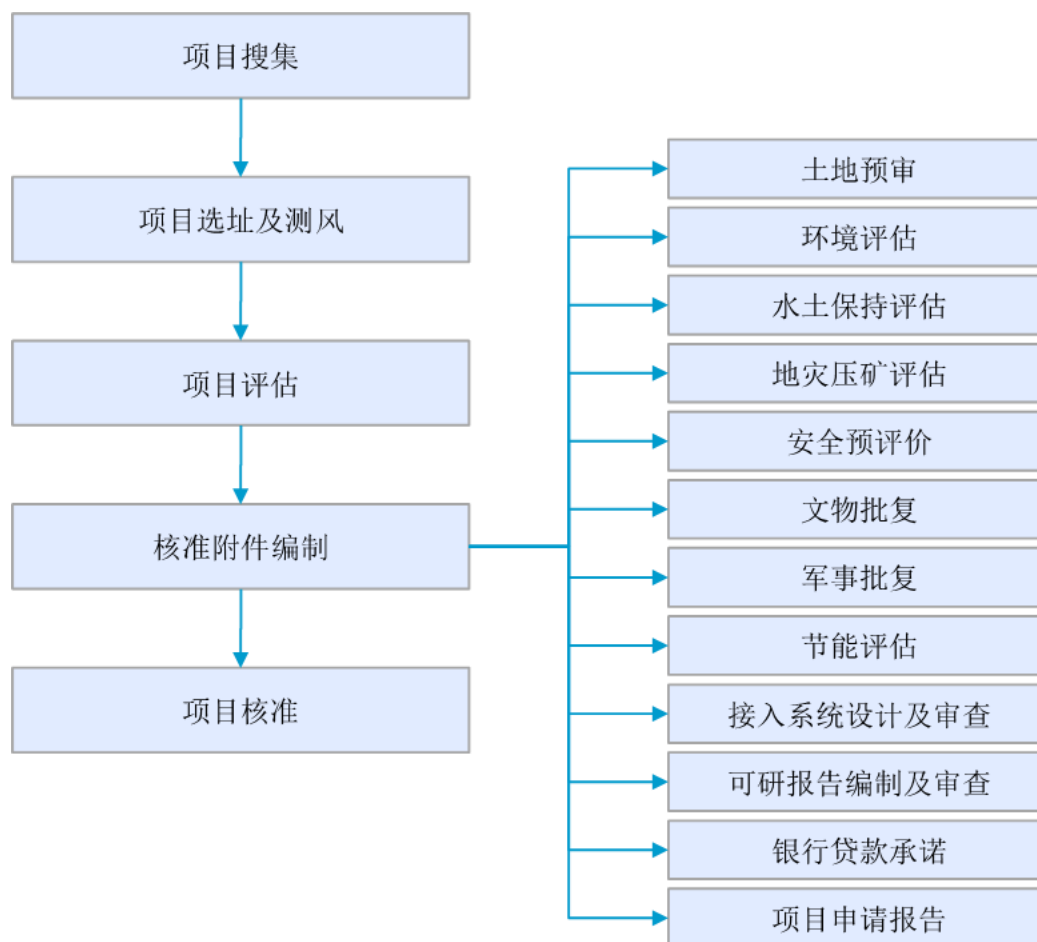 项目搜集
项目选址及测风
项目评估
核准附件编制
项目核准
土地预审
环境评估
水土保持评估
地灾压矿评估
安全预评价
文物批复
军事批复
节能评估
接入系统设计及审查
可研报告编制及审查
银行贷款承诺
项目申请报告